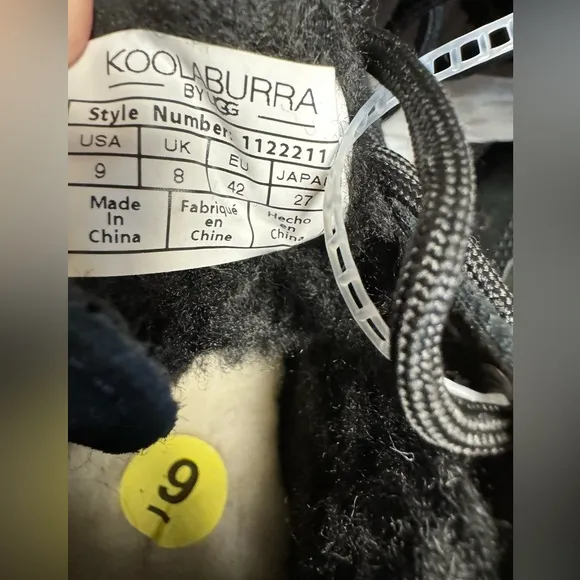 KOOLABURRA
BY UGG
Style Number: 1122211
USA UK EU JAPAN
9 8 42 27
Made Fabriqué Hecho
In en en
China Chine China
9